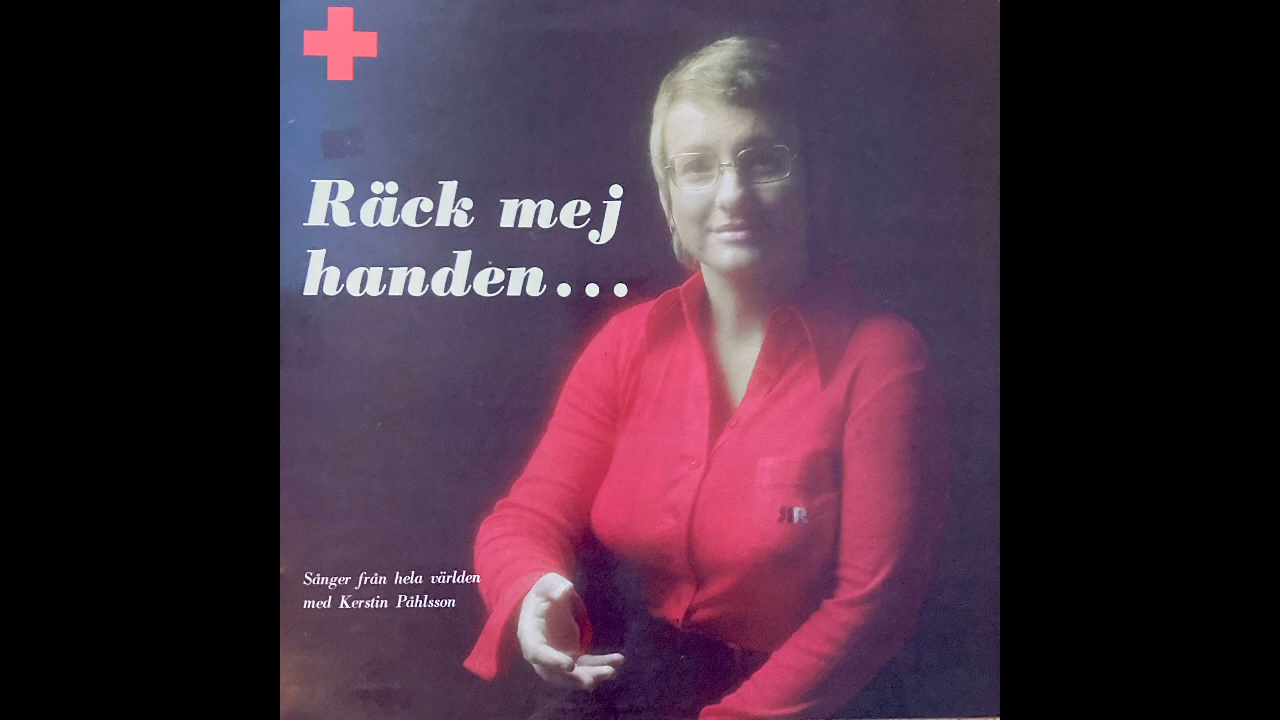 Räck mej
handen...
Sånger från hela världen
med Kerstin Påhlsson